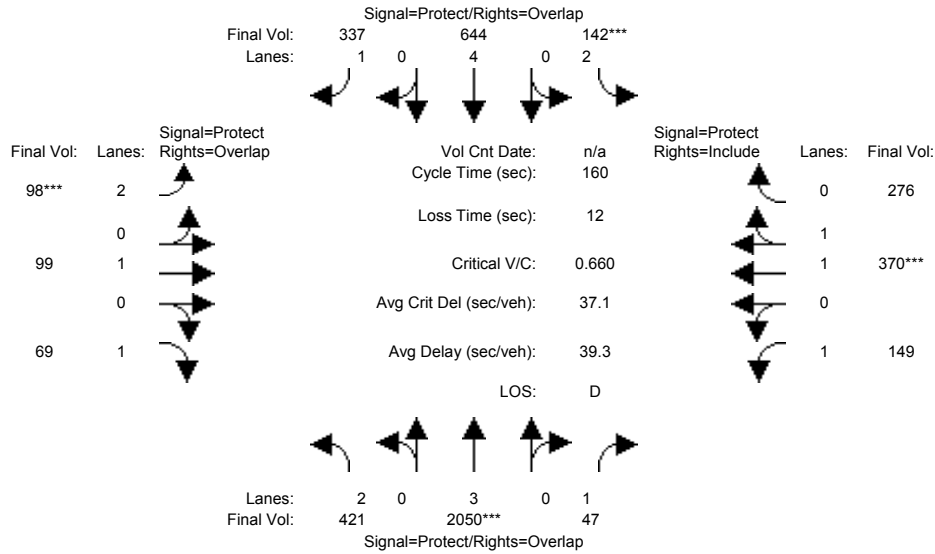 Signal=Protect/Rights=Overlap
Final Vol: 337 644 142***
Lanes: 1 0 4 0 2
Signal=Protect
Final Vol: Lanes: Rights=Overlap
Vol Cnt Date: n/a
Signal=Protect
Rights=Include Lanes: Final Vol:
Cycle Time (sec): 160
98*** 2
0 276
Loss Time (sec): 12
0
1
99 1
Critical V/C: 0.660
1 370***
0
Avg Crit Del (sec/veh): 37.1
0
69 1
Avg Delay (sec/veh): 39.3
1 149
LOS: D
Lanes: 2 0 3 0 1
Final Vol: 421 2050*** 47
Signal=Protect/Rights=Overlap